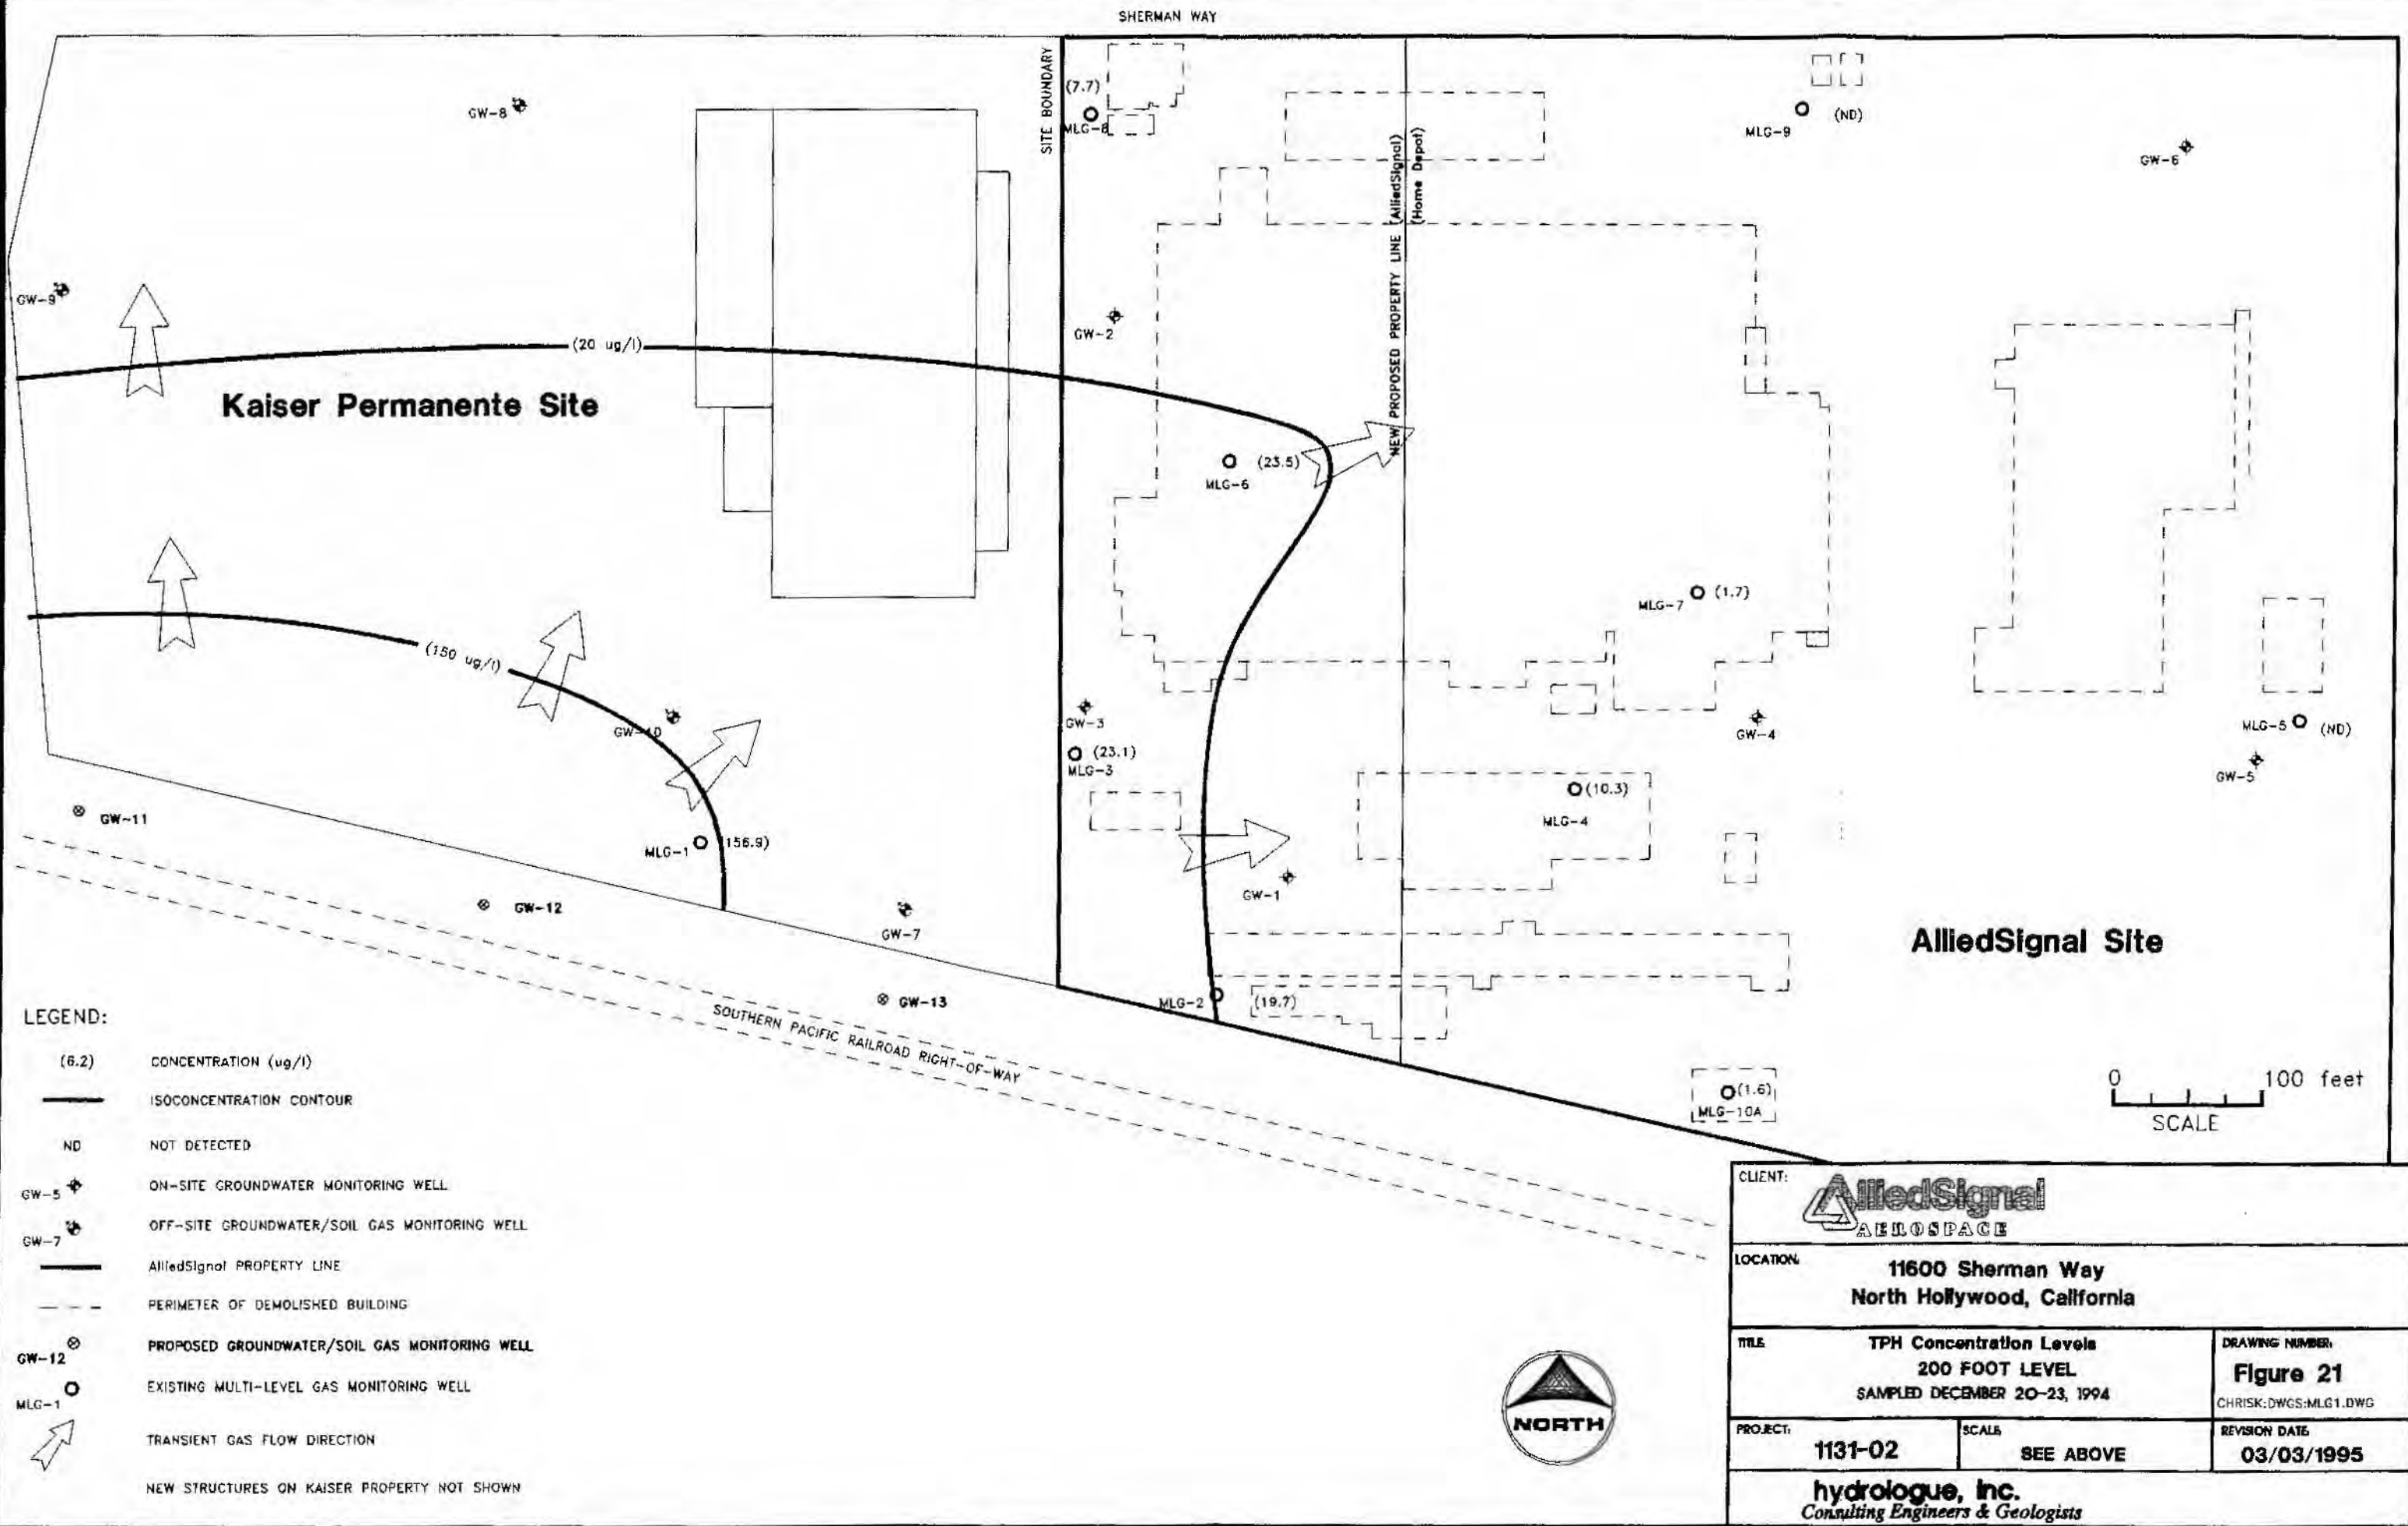 SHERMAN WAY
SITE BOUNDARY
(7.7)
MLG-8
GW-8
MLG-9
(ND)
GW-6
NEW PROPOSED PROPERTY LINE
(AlliedSignal)
(Home Depot)
GW-9
GW-2
(20 ug/l)
Kaiser Permanente Site
(23.5)
MLG-6
MLG-7
(1.7)
(150 ug/l)
GW-10
GW-3
(23.1)
MLG-3
GW-4
MLG-5
(ND)
GW-5
(10.3)
MLG-4
GW-11
MLG-1
(156.9)
GW-1
GW-12
GW-7
AlliedSignal Site
GW-13
MLG-2
(19.7)
SOUTHERN PACIFIC RAILROAD RIGHT-OF-WAY
(1.6)
MLG-10A
0
100 feet
SCALE
LEGEND:
(6.2) CONCENTRATION (ug/l)
ISOCONCENTRATION CONTOUR
ND NOT DETECTED
GW-5 ON-SITE GROUNDWATER MONITORING WELL
GW-7 OFF-SITE GROUNDWATER/SOIL GAS MONITORING WELL
AlliedSignal PROPERTY LINE
PERIMETER OF DEMOLISHED BUILDING
GW-12 PROPOSED GROUNDWATER/SOIL GAS MONITORING WELL
MLG-1 EXISTING MULTI-LEVEL GAS MONITORING WELL
TRANSIENT GAS FLOW DIRECTION
NEW STRUCTURES ON KAISER PROPERTY NOT SHOWN
NORTH
CLIENT:
AlliedSignal
AEROSPACE
LOCATION:
11600 Sherman Way
North Hollywood, California
TITLE:
TPH Concentration Levels
200 FOOT LEVEL
SAMPLED DECEMBER 20-23, 1994
DRAWING NUMBER:
Figure 21
CHRISK:DWGS:MLG1.DWG
PROJECT:
1131-02
SCALE:
SEE ABOVE
REVISION DATE:
03/03/1995
hydrologue, inc.
Consulting Engineers & Geologists